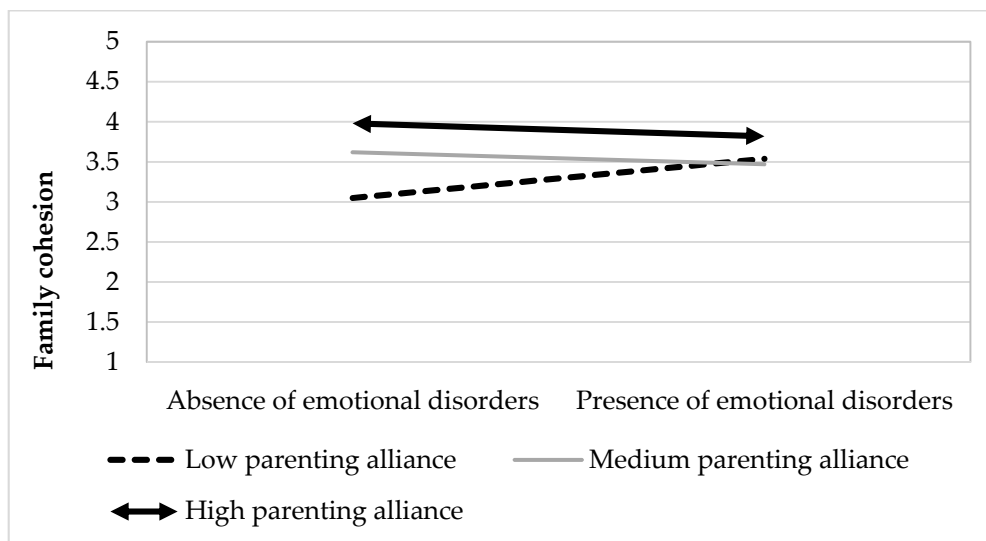 5
4.5
4
3.5
3
2.5
2
1.5
1
Family cohesion
Absence of emotional disorders Presence of emotional disorders
Low parenting alliance Medium parenting alliance
High parenting alliance